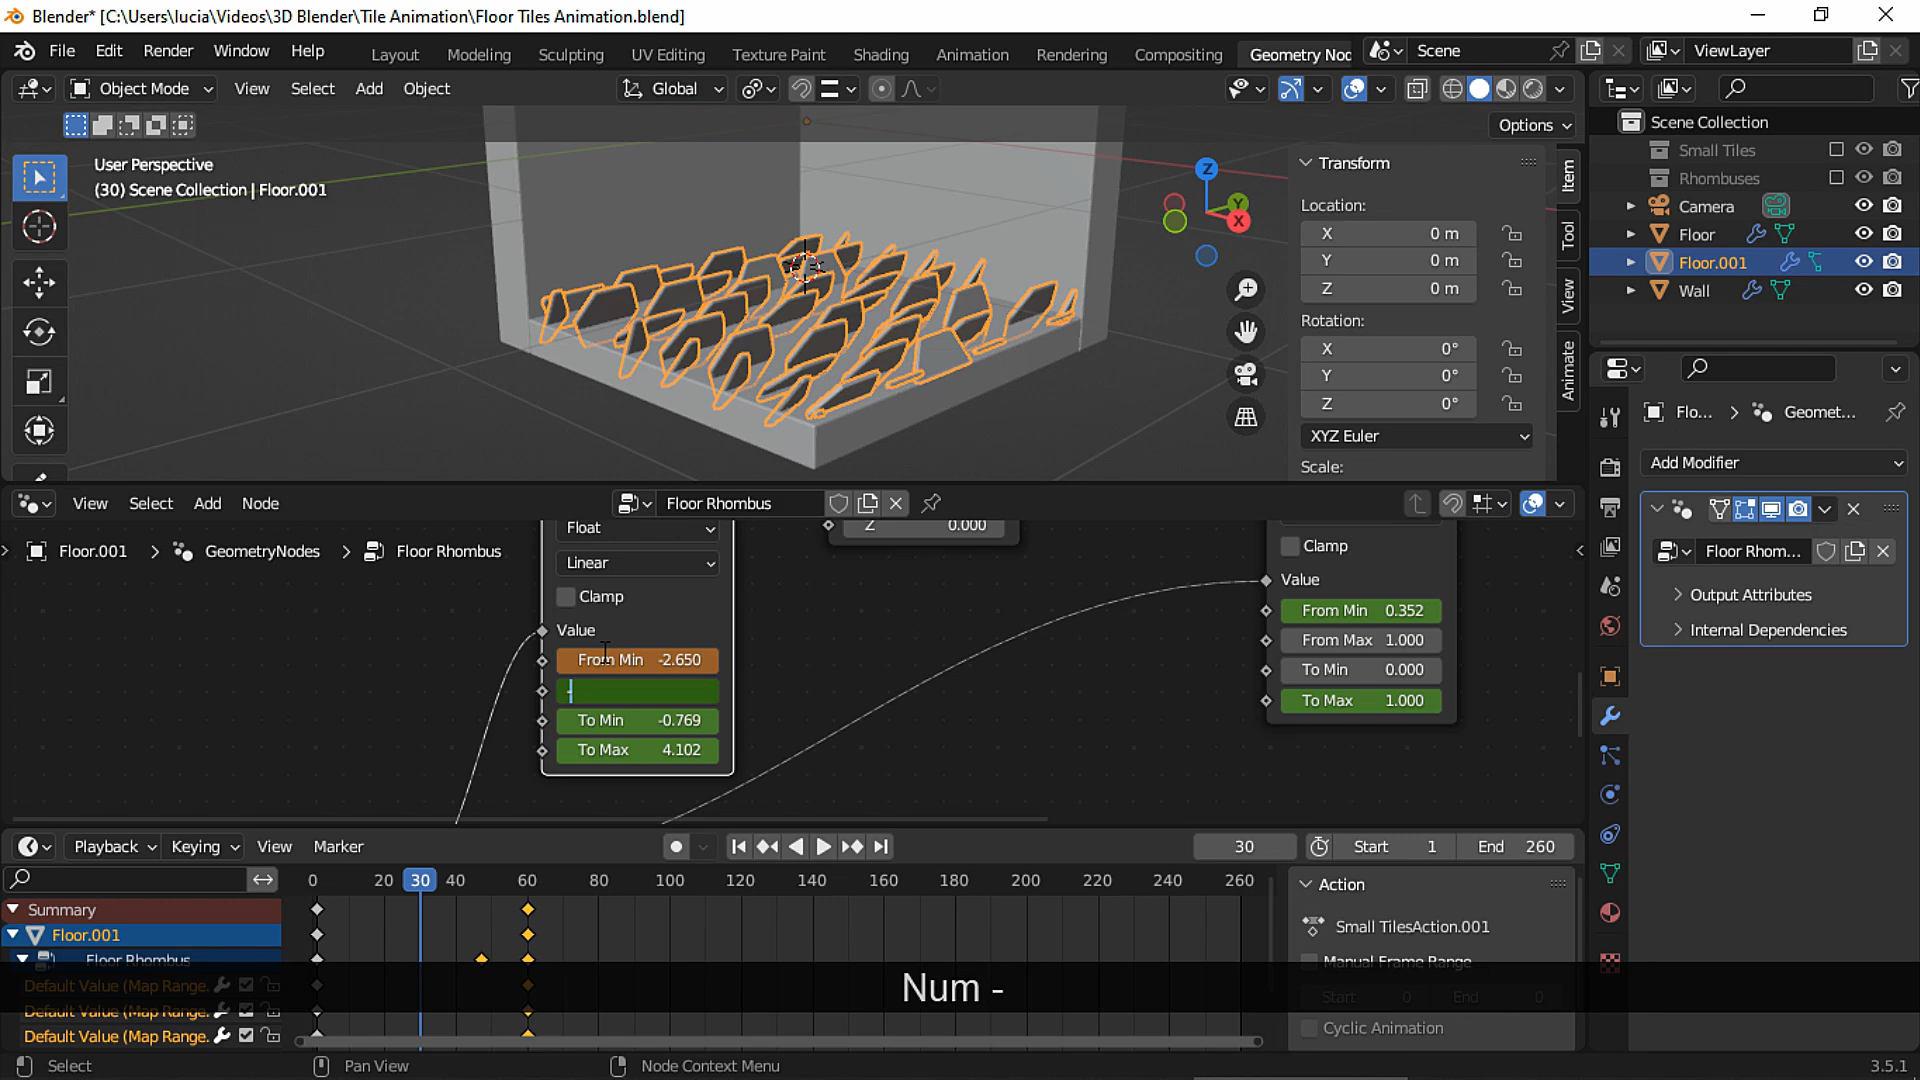 Blender* [C:\Users\lucia\Videos\3D Blender\Tile Animation\Floor Tiles Animation.blend]
File Edit Render Window Help
Layout Modeling Sculpting UV Editing Texture Paint Shading Animation Rendering Compositing Geometry Noc
Scene
ViewLayer
Object Mode View Select Add Object
Global
Options
User Perspective
(30) Scene Collection | Floor.001
Z
Y
X
Transform
Location:
X 0 m
Y 0 m
Z 0 m
Rotation:
X 0°
Y 0°
Z 0°
XYZ Euler
Scale:
Item
Tool
View
Animate
Scene Collection
Small Tiles
Rhombuses
Camera
Floor
Floor.001
Wall
Flo... > Geomet...
Add Modifier
Floor Rhom...
Output Attributes
Internal Dependencies
View Select Add Node
Floor Rhombus
Floor.001 > GeometryNodes > Floor Rhombus
Float
Linear
Clamp
Value
From Min -2.650
-
To Min -0.769
To Max 4.102
Z 0.000
Clamp
Value
From Min 0.352
From Max 1.000
To Min 0.000
To Max 1.000
Playback Keying View Marker
30
Start 1
End 260
0 20 30 40 60 80 100 120 140 160 180 200 220 240 260
Summary
Floor.001
Floor Rhombus
Default Value (Map Range.
Default Value (Map Range.
Default Value (Map Range.
Action
Small TilesAction.001
Manual Frame Range
Start 0 End 0
Cyclic Animation
Num -
Select
Pan View
Node Context Menu
3.5.1